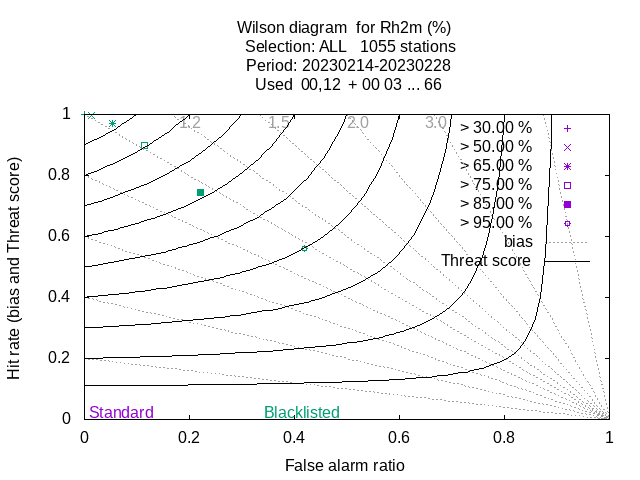 Wilson diagram for Rh2m (%)
Selection: ALL 1055 stations
Period: 20230214-20230228
Used 00,12 + 00 03 ... 66
Hit rate (bias and Threat score)
1
0.8
0.6
0.4
0.2
0
1.2
1.5
2.0
3.0
> 30.00 %
> 50.00 %
> 65.00 %
> 75.00 %
> 85.00 %
> 95.00 %
bias
Threat score
Standard
Blacklisted
0 0.2 0.4 0.6 0.8 1
False alarm ratio